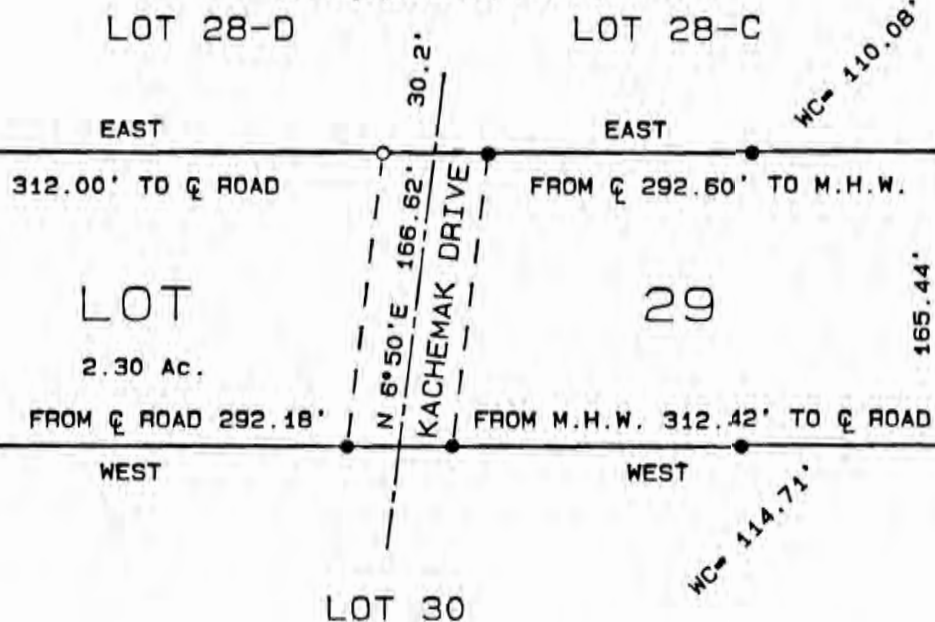 LOT 28-D
LOT 28-C
30.2'
WC= 110.08'
EAST
EAST
312.00' TO ℄ ROAD
FROM ℄ 292.60' TO M.H.W.
N 6°50'E 166.62'
KACHEMAK DRIVE
LOT
29
165.44'
2.30 Ac.
FROM ℄ ROAD 292.18'
FROM M.H.W. 312.42' TO ℄ ROAD
WEST
WEST
WC= 114.71'
LOT 30